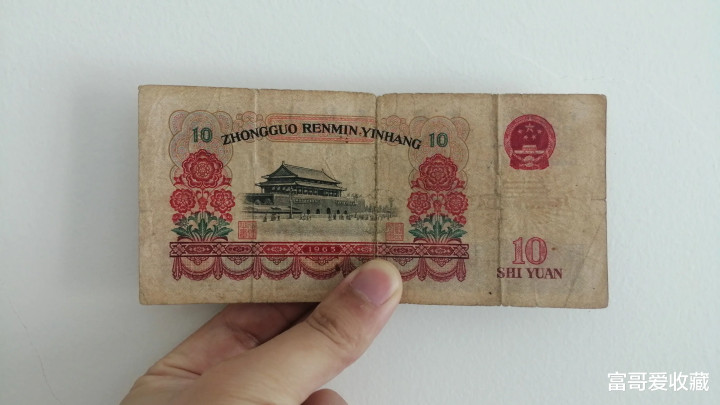 10
ZHONGGUO RENMIN YINHANG
10
1965
10
SHI YUAN
富哥爱收藏